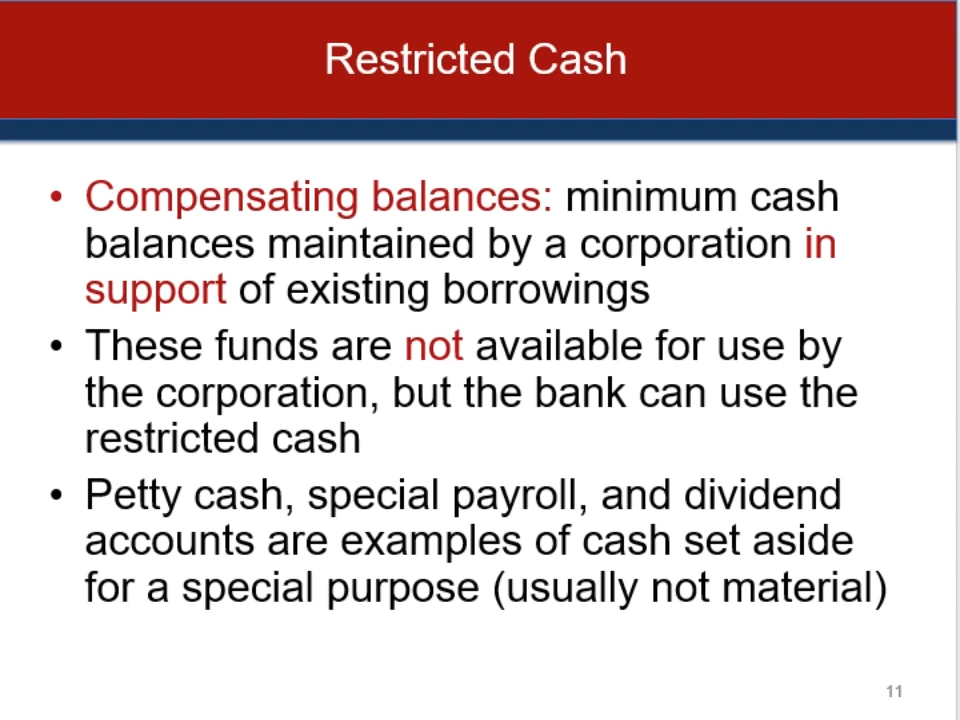 Restricted Cash
• Compensating balances: minimum cash
balances maintained by a corporation in
support of existing borrowings
• These funds are not available for use by
the corporation, but the bank can use the
restricted cash
• Petty cash, special payroll, and dividend
accounts are examples of cash set aside
for a special purpose (usually not material)
11